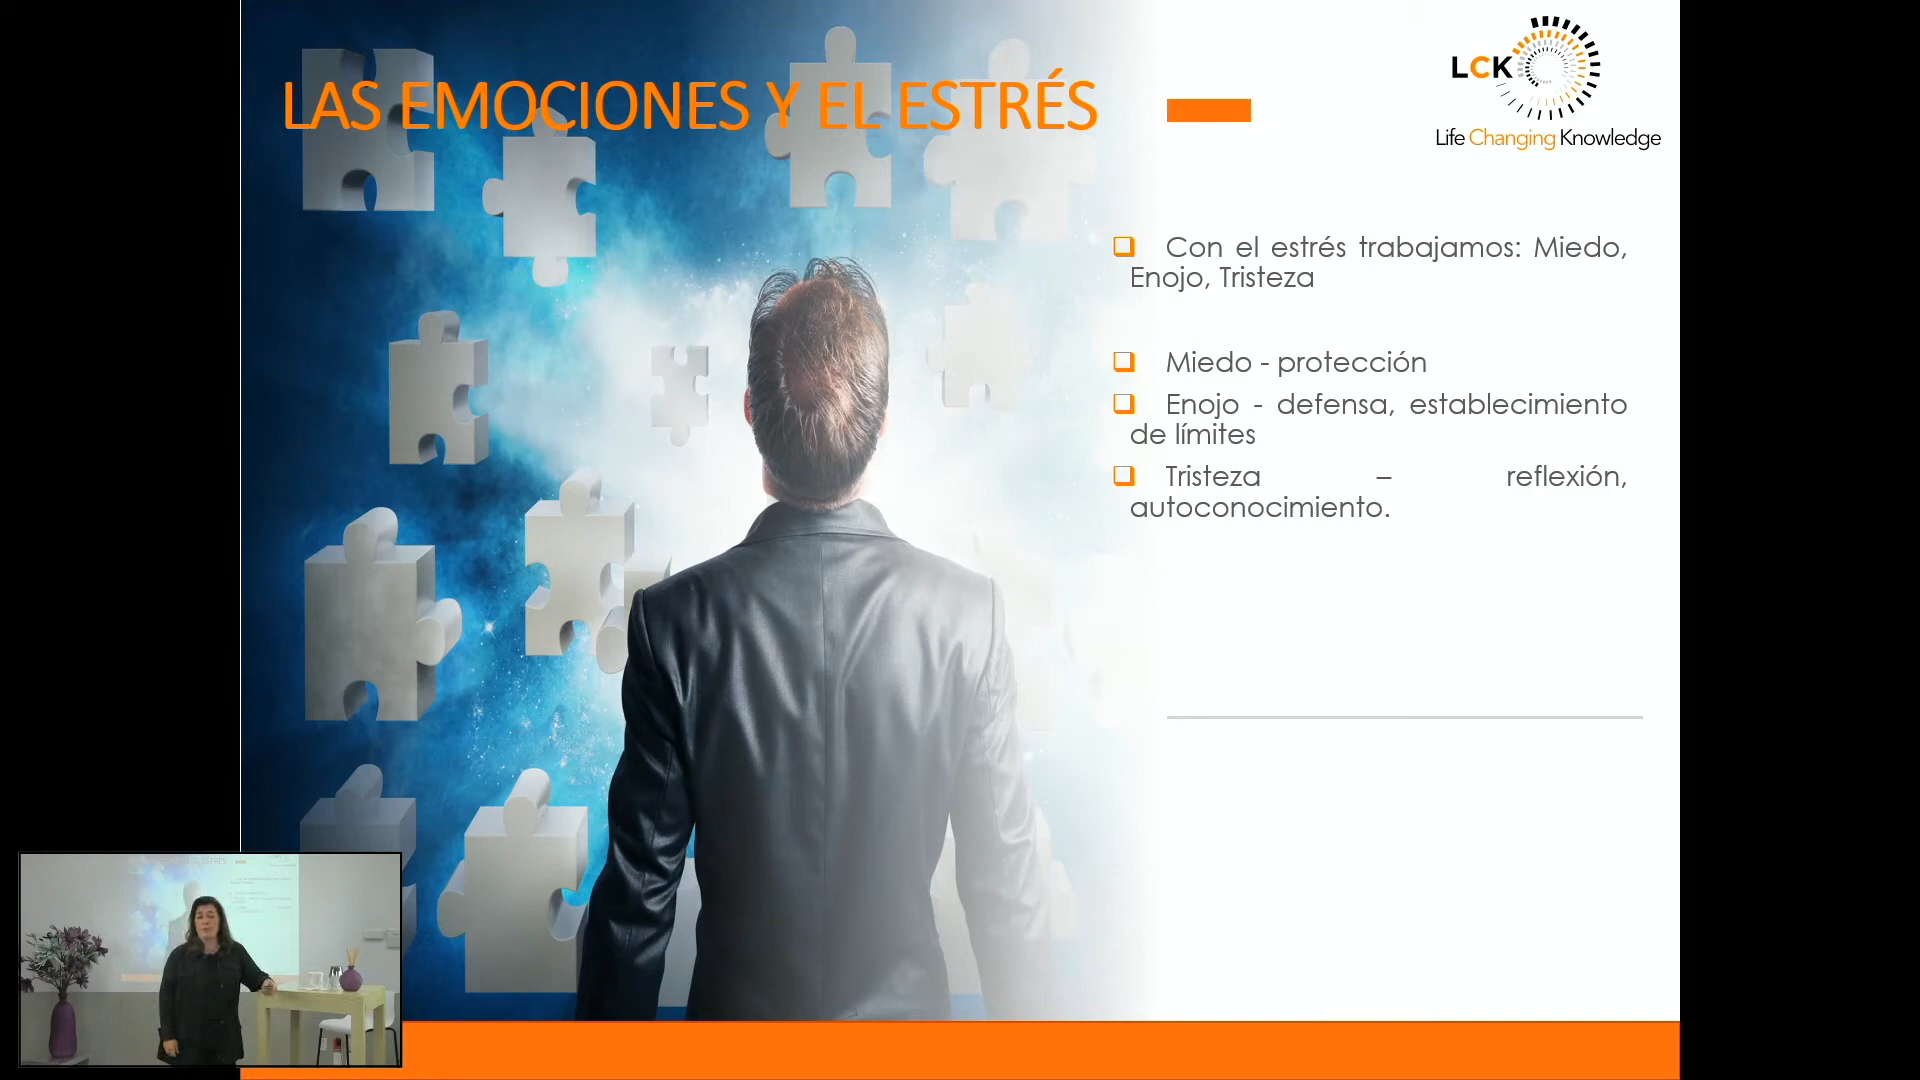 LAS EMOCIONES Y EL ESTRÉS
LCK
Life Changing Knowledge
Con el estrés trabajamos: Miedo,
Enojo, Tristeza
Miedo - protección
Enojo - defensa, establecimiento
de límites
Tristeza – reflexión,
autoconocimiento.